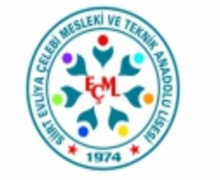 SİİRT EVLİYA ÇELEBİ MESLEKİ VE TEKNİK ANADOLU LİSESİ
EÇML
1974